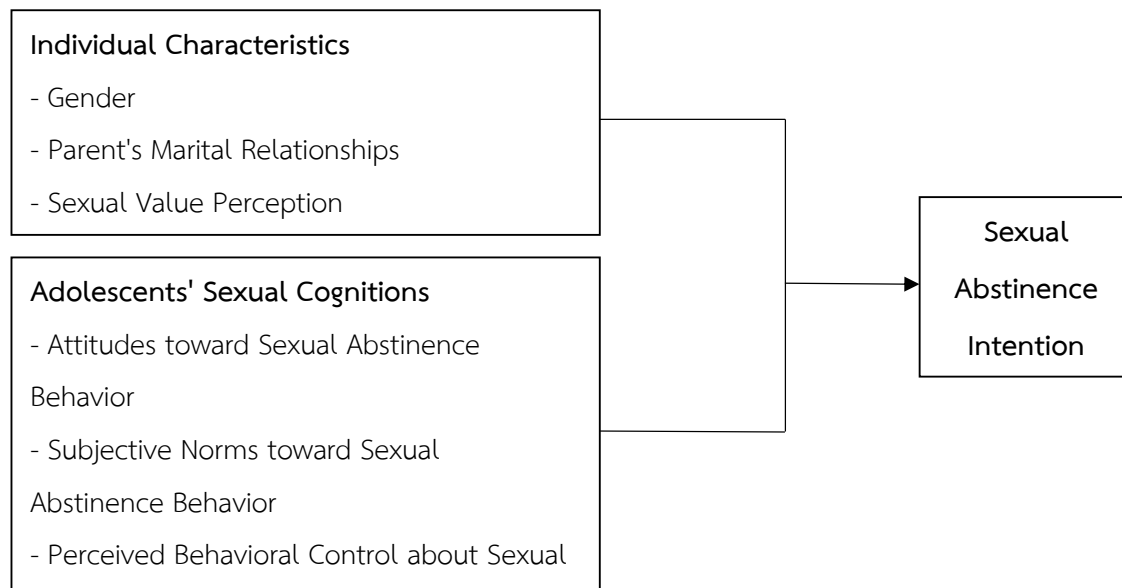 Individual Characteristics
- Gender
- Parent's Marital Relationships
- Sexual Value Perception
Adolescents' Sexual Cognitions
- Attitudes toward Sexual Abstinence
Behavior
- Subjective Norms toward Sexual
Abstinence Behavior
- Perceived Behavioral Control about Sexual
Sexual
Abstinence
Intention